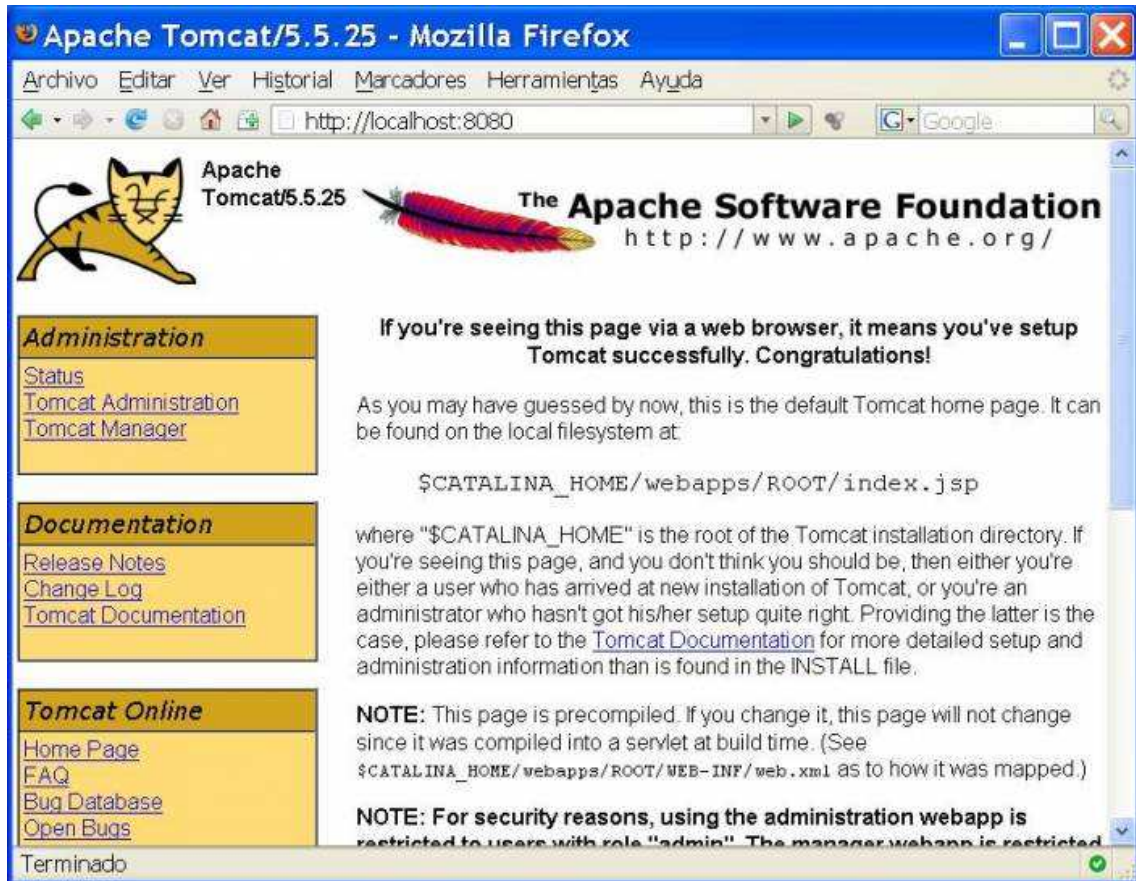 Apache Tomcat/5.5.25 - Mozilla Firefox
Archivo Editar Ver Historial Marcadores Herramientas Ayuda
http://localhost:8080
G Google
Apache
Tomcat/5.5.25
The Apache Software Foundation
http://www.apache.org/
Administration
Status
Tomcat Administration
Tomcat Manager
Documentation
Release Notes
Change Log
Tomcat Documentation
Tomcat Online
Home Page
FAQ
Bug Database
Open Bugs
If you're seeing this page via a web browser, it means you've setup
Tomcat successfully. Congratulations!
As you may have guessed by now, this is the default Tomcat home page. It can
be found on the local filesystem at:
$CATALINA_HOME/webapps/ROOT/index.jsp
where "$CATALINA_HOME" is the root of the Tomcat installation directory. If
you're seeing this page, and you don't think you should be, then either you're
either a user who has arrived at new installation of Tomcat, or you're an
administrator who hasn't got his/her setup quite right. Providing the latter is the
case, please refer to the Tomcat Documentation for more detailed setup and
administration information than is found in the INSTALL file.
NOTE: This page is precompiled. If you change it, this page will not change
since it was compiled into a servlet at build time. (See
$CATALINA_HOME/webapps/ROOT/WEB-INF/web.xml as to how it was mapped.)
NOTE: For security reasons, using the administration webapp is
restricted to users with role "admin". The manager webapp is restricted
Terminado